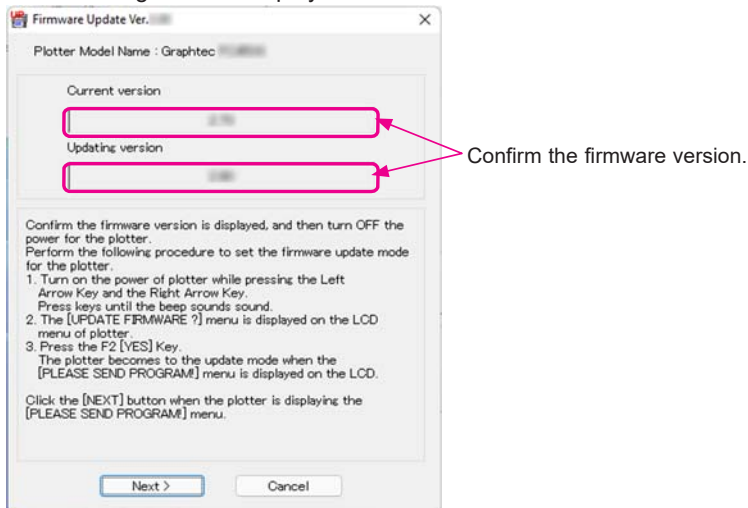 Firmware Update Ver.
Plotter Model Name : Graphtec
Current version
Updating version
Confirm the firmware version.
Confirm the firmware version is displayed, and then turn OFF the
power for the plotter.
Perform the following procedure to set the firmware update mode
for the plotter.
1. Turn on the power of plotter while pressing the Left
Arrow Key and the Right Arrow Key.
Press keys until the beep sounds sound.
2. The [UPDATE FIRMWARE ?] menu is displayed on the LCD
menu of plotter.
3. Press the F2 [YES] Key.
The plotter becomes to the update mode when the
[PLEASE SEND PROGRAM!] menu is displayed on the LCD.
Click the [NEXT] button when the plotter is displaying the
[PLEASE SEND PROGRAM!] menu.
Next >
Cancel